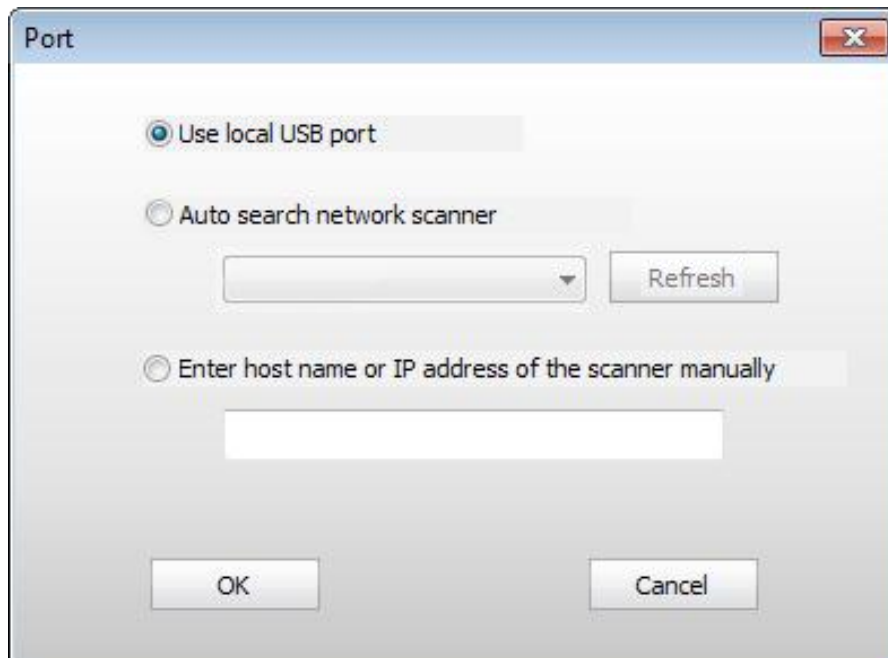 Port
Use local USB port
Auto search network scanner
Refresh
Enter host name or IP address of the scanner manually
OK
Cancel